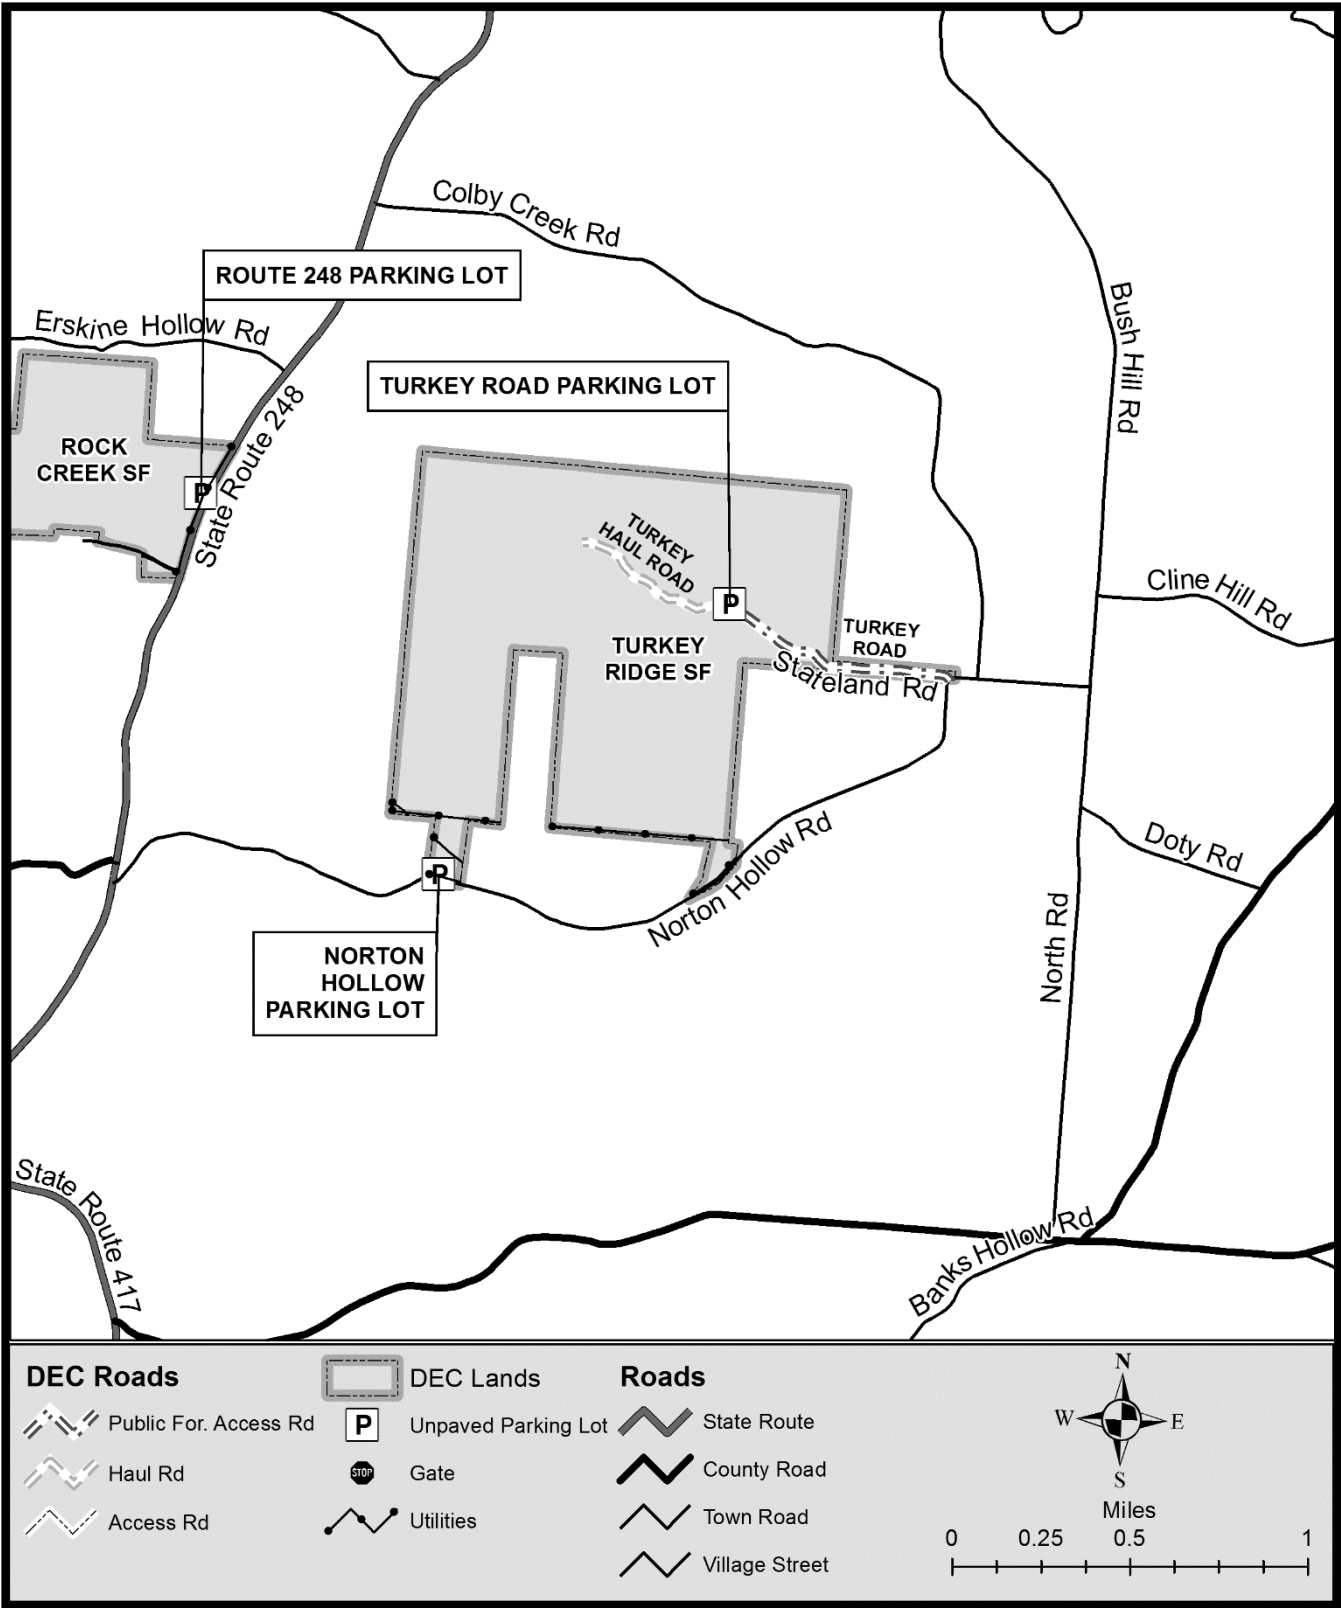 Colby Creek Rd
ROUTE 248 PARKING LOT
Erskine Hollow Rd
Bush Hill Rd
TURKEY ROAD PARKING LOT
State Route 248
ROCK
CREEK SF
P
TURKEY
HAUL ROAD
P
Cline Hill Rd
TURKEY
ROAD
TURKEY
RIDGE SF
Stateland Rd
Norton Hollow Rd
Doty Rd
P
North Rd
NORTON
HOLLOW
PARKING LOT
State Route 417
Banks Hollow Rd
DEC Roads
Public For. Access Rd
Haul Rd
Access Rd
DEC Lands
P
Unpaved Parking Lot
STOP
Gate
Utilities
Roads
State Route
County Road
Town Road
Village Street
N
W E
S
Miles
0 0.25 0.5 1